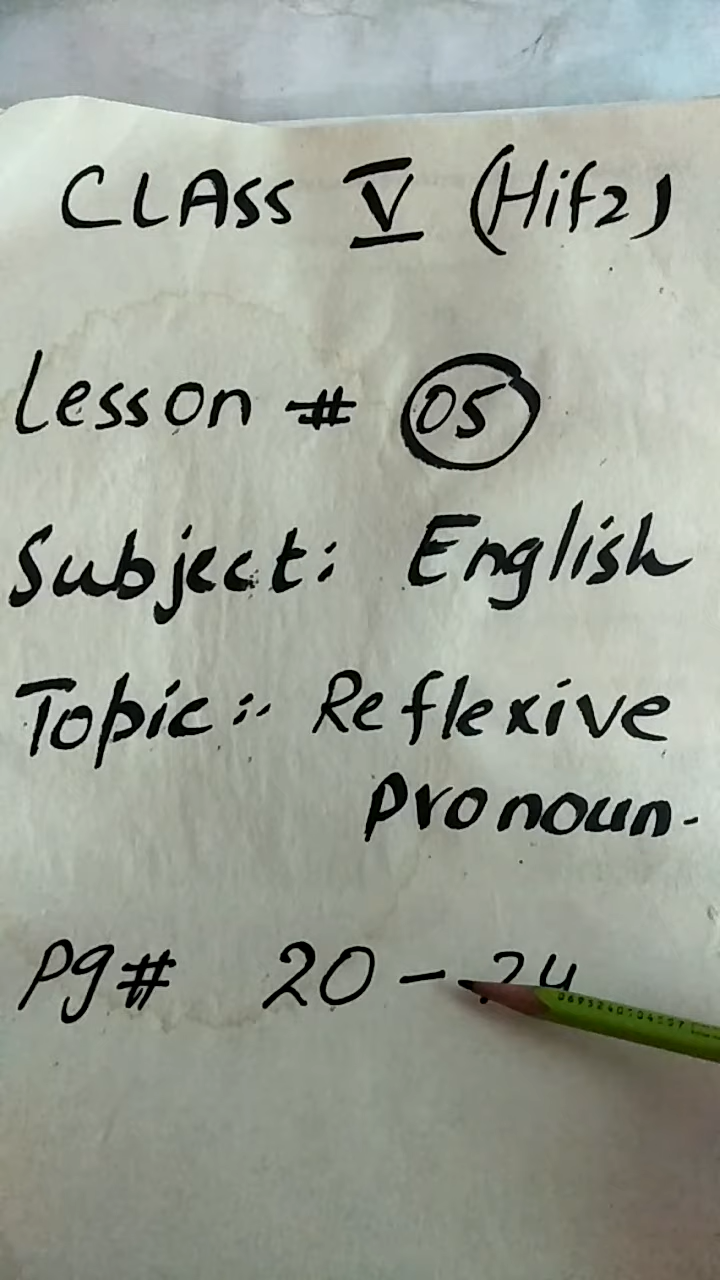 CLASS V (Hifz)
Lesson # 05
Subject: English
Topic:- Reflexive
Pronoun.
Pg# 20 - 24